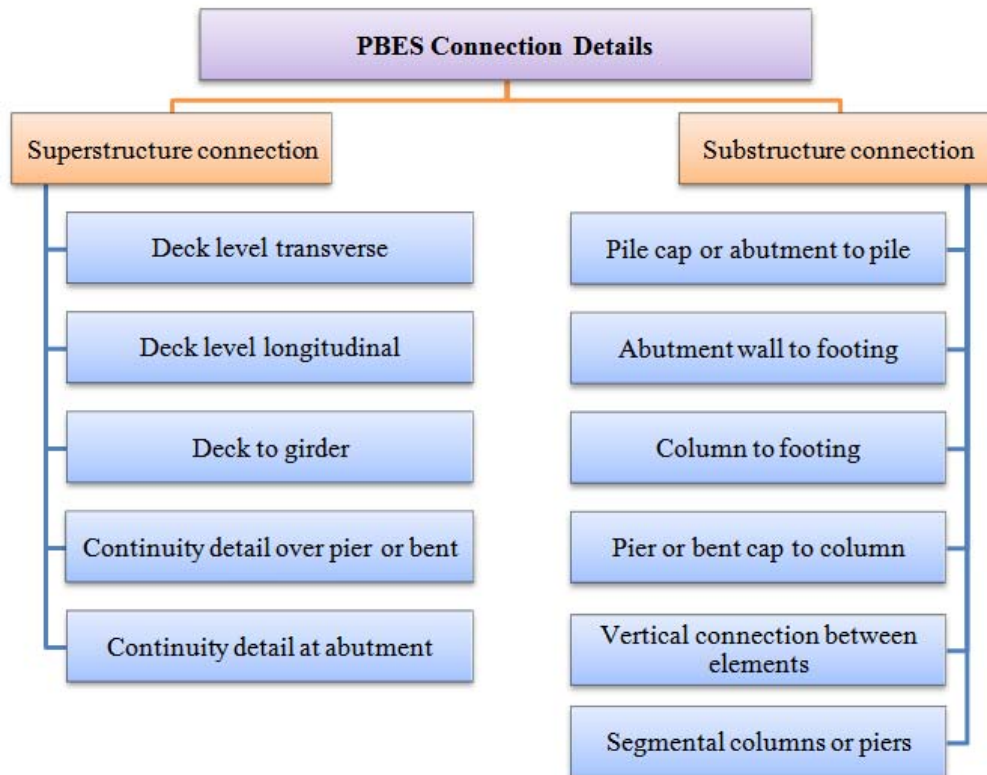 PBES Connection Details
Superstructure connection
Deck level transverse
Deck level longitudinal
Deck to girder
Continuity detail over pier or bent
Continuity detail at abutment
Substructure connection
Pile cap or abutment to pile
Abutment wall to footing
Column to footing
Pier or bent cap to column
Vertical connection between
elements
Segmental columns or piers